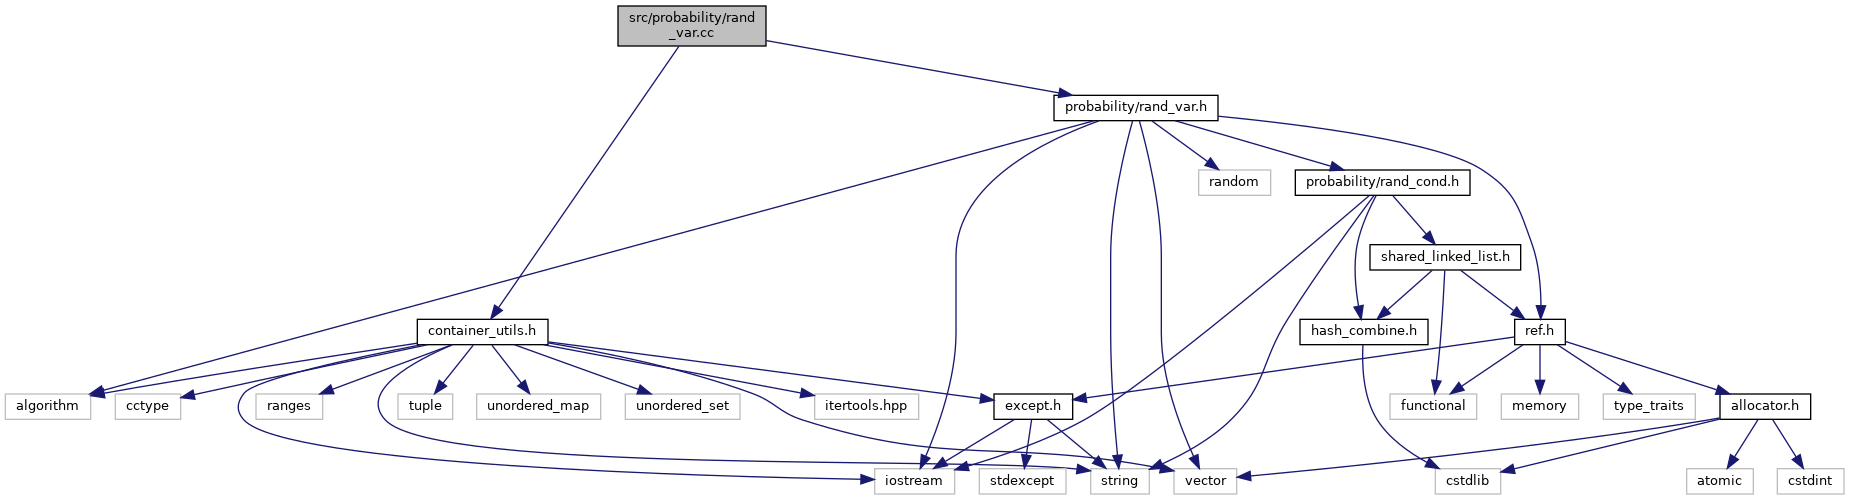 src/probability/rand
_var.cc
probability/rand_var.h
random
probability/rand_cond.h
shared_linked_list.h
container_utils.h
hash_combine.h
ref.h
algorithm
cctype
ranges
tuple
unordered_map
unordered_set
itertools.hpp
except.h
functional
memory
type_traits
allocator.h
iostream
stdexcept
string
vector
cstdlib
atomic
cstdint